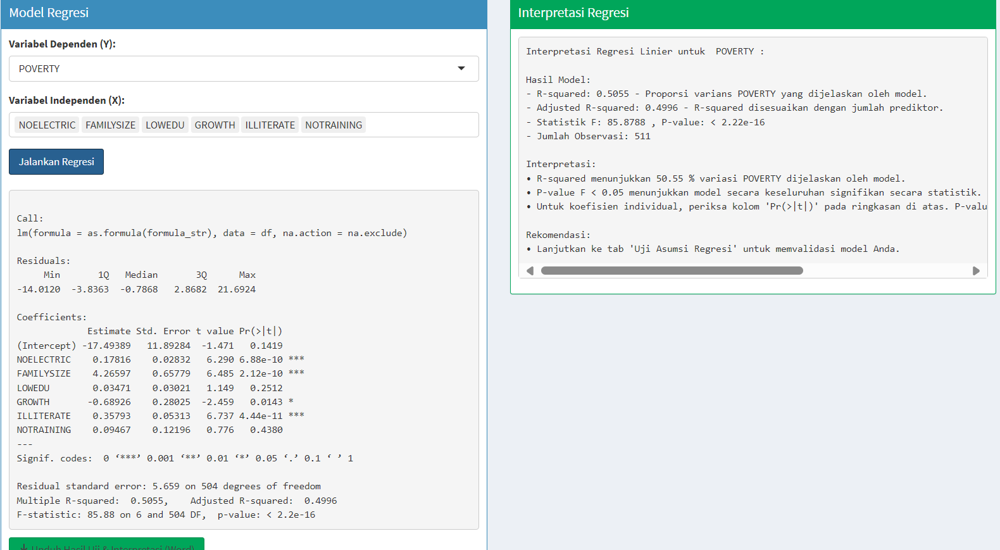 Model Regresi
Variabel Dependen (Y):
POVERTY
Variabel Independen (X):
NOELECTRIC FAMILYSIZE LOWEDU GROWTH ILLITERATE NOTRAINING
Jalankan Regresi
Call:
lm(formula = as.formula(formula_str), data = df, na.action = na.exclude)
Residuals:
     Min       1Q   Median       3Q      Max
-14.0120  -3.8363  -0.7868   2.8682  21.6924
Coefficients:
             Estimate Std. Error t value Pr(>|t|)
(Intercept) -17.49389   11.89284  -1.471   0.1419
NOELECTRIC    0.17816    0.02832   6.290 6.88e-10 ***
FAMILYSIZE    4.26597    0.65779   6.485 2.12e-10 ***
LOWEDU        0.03471    0.03021   1.149   0.2512
GROWTH       -0.68926    0.28025  -2.459   0.0143 *
ILLITERATE    0.35793    0.05313   6.737 4.44e-11 ***
NOTRAINING    0.09467    0.12196   0.776   0.4380
---
Signif. codes:  0 ‘***’ 0.001 ‘**’ 0.01 ‘*’ 0.05 ‘.’ 0.1 ‘ ’ 1
Residual standard error: 5.659 on 504 degrees of freedom
Multiple R-squared:  0.5055,    Adjusted R-squared:  0.4996
F-statistic: 85.88 on 6 and 504 DF,  p-value: < 2.2e-16
Unduh Hasil Uji & Interpretasi (Word)
Interpretasi Regresi
Interpretasi Regresi Linier untuk  POVERTY :
Hasil Model:
- R-squared: 0.5055 - Proporsi varians POVERTY yang dijelaskan oleh model.
- Adjusted R-squared: 0.4996 - R-squared disesuaikan dengan jumlah prediktor.
- Statistik F: 85.8788 , P-value: < 2.22e-16
- Jumlah Observasi: 511
Interpretasi:
• R-squared menunjukkan 50.55 % variasi POVERTY dijelaskan oleh model.
• P-value F < 0.05 menunjukkan model secara keseluruhan signifikan secara statistik.
• Untuk koefisien individual, periksa kolom 'Pr(>|t|)' pada ringkasan di atas. P-valu
Rekomendasi:
• Lanjutkan ke tab 'Uji Asumsi Regresi' untuk memvalidasi model Anda.